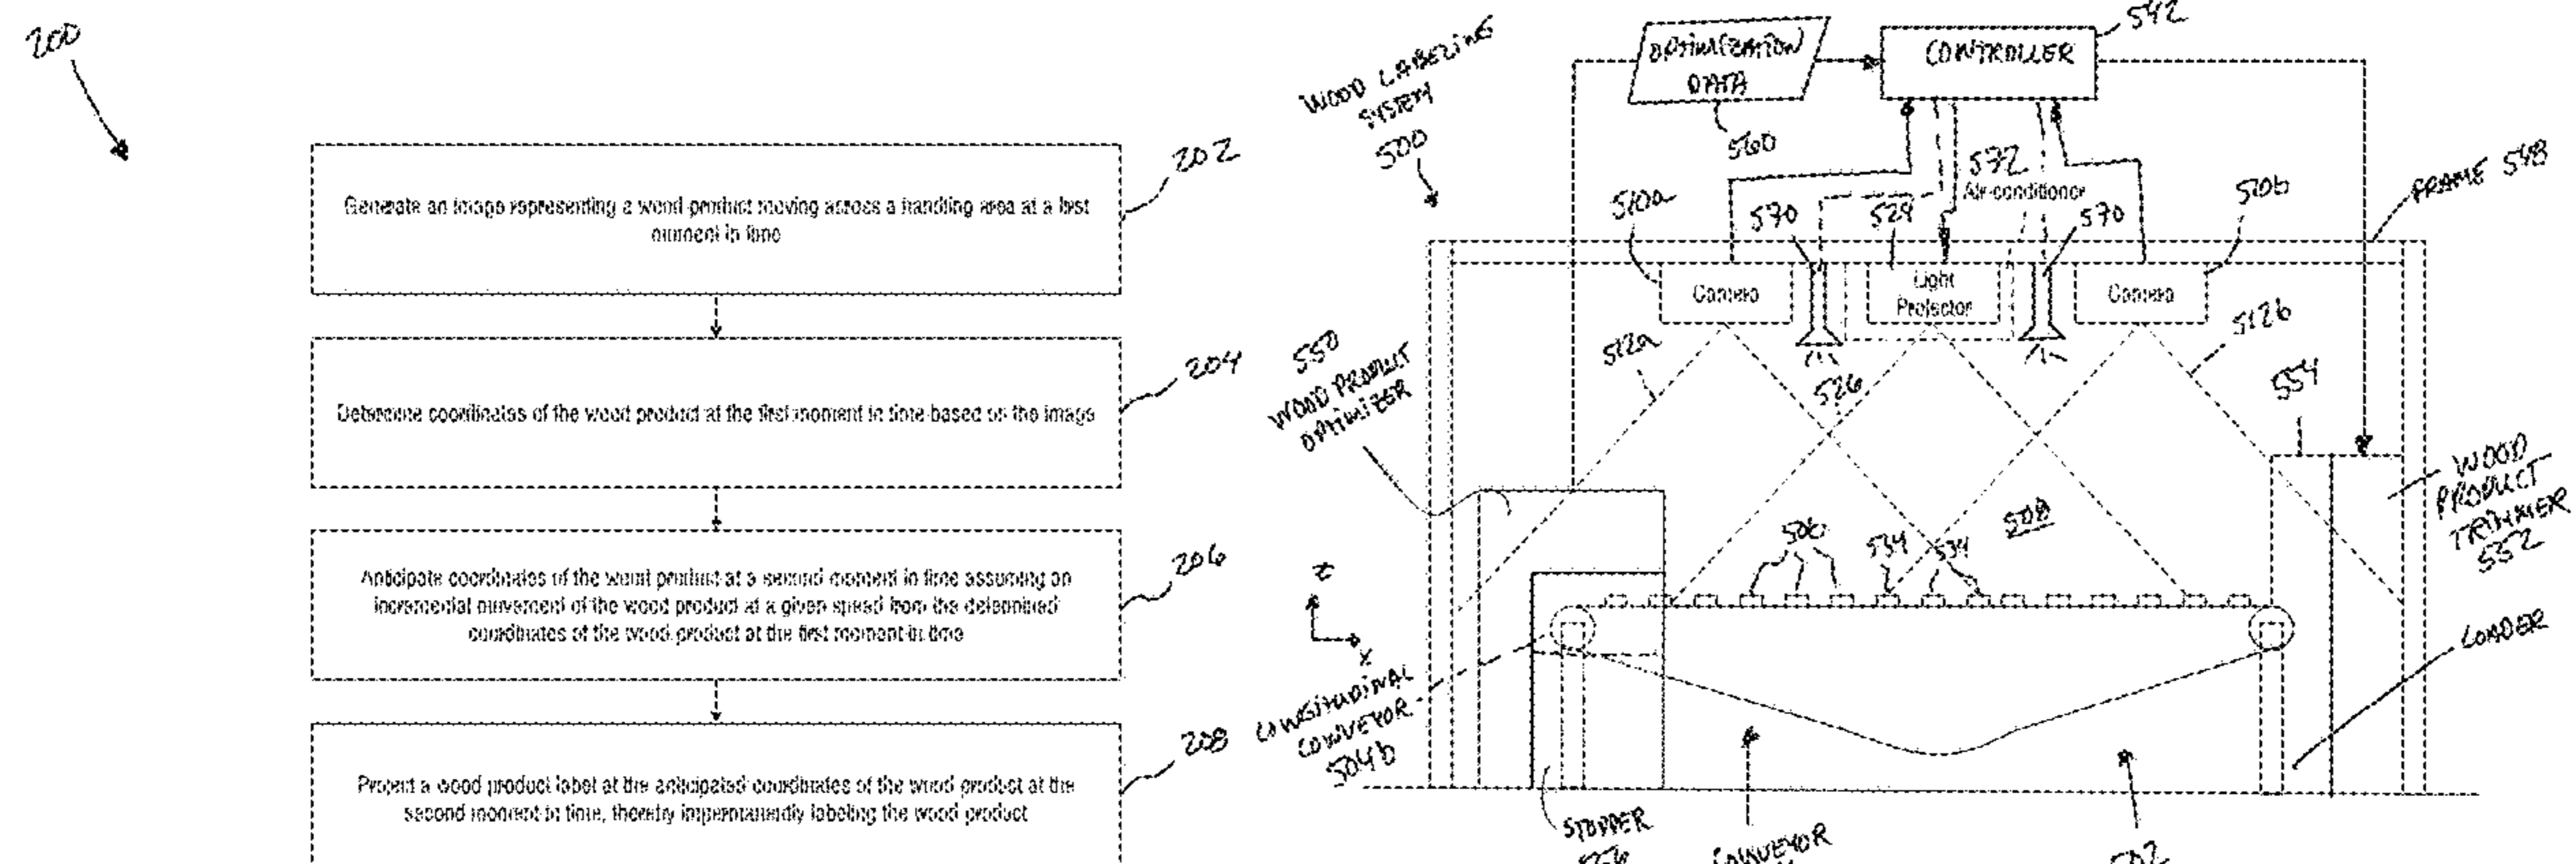 200
202
Generate an image representing a wood product moving across a handling area at a first
moment in time
204
Determine coordinates of the wood product at the first moment in time based on the image
206
Anticipate coordinates of the wood product at a second moment in time assuming an
incremental movement of the wood product at a given speed from the determined
coordinates of the wood product at the first moment in time
208
Project a wood product label at the anticipated coordinates of the wood product at the
second moment in time, thereby impermanently labeling the wood product
WOOD LABELING
SYSTEM
500
OPTIMIZATION
DATA
560
CONTROLLER
542
572
Air-conditioner
FRAME 548
510a
570
524
570
510b
Camera
Light
Projector
Camera
512a
526
512b
550
WOOD PRODUCT
OPTIMIZER
554
WOOD
PRODUCT
TRIMMER
552
506
534
534
508
z
x
LONGITUDINAL
CONVEYOR
504b
LOADER
STOPPER
556
CONVEYOR
502